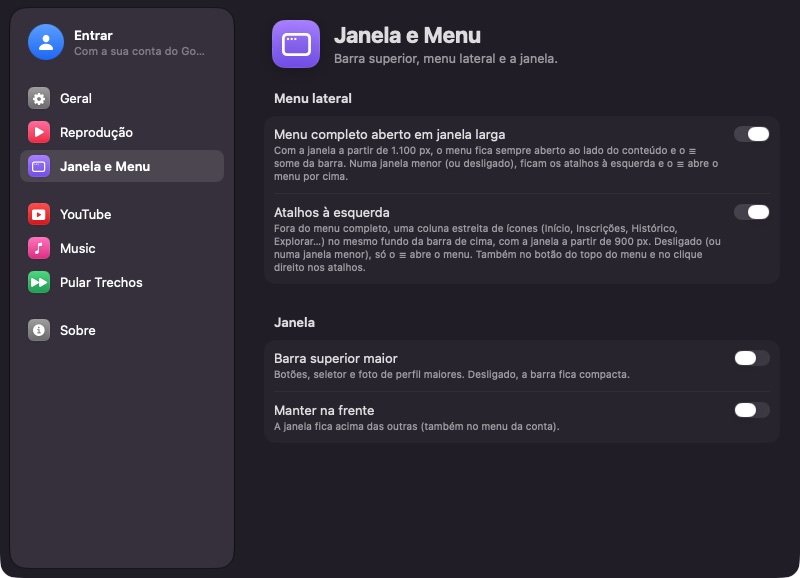 Entrar
Com a sua conta do Go...
Geral
Reprodução
Janela e Menu
YouTube
Music
Pular Trechos
Sobre
Janela e Menu
Barra superior, menu lateral e a janela.
Menu lateral
Menu completo aberto em janela larga
Com a janela a partir de 1.100 px, o menu fica sempre aberto ao lado do conteúdo e o ≡
some da barra. Numa janela menor (ou desligado), ficam os atalhos à esquerda e o ≡ abre o
menu por cima.
Atalhos à esquerda
Fora do menu completo, uma coluna estreita de ícones (Início, Inscrições, Histórico,
Explorar...) no mesmo fundo da barra de cima, com a janela a partir de 900 px. Desligado (ou
numa janela menor), só o ≡ abre o menu. Também no botão do topo do menu e no clique
direito nos atalhos.
Janela
Barra superior maior
Botões, seletor e foto de perfil maiores. Desligado, a barra fica compacta.
Manter na frente
A janela fica acima das outras (também no menu da conta).